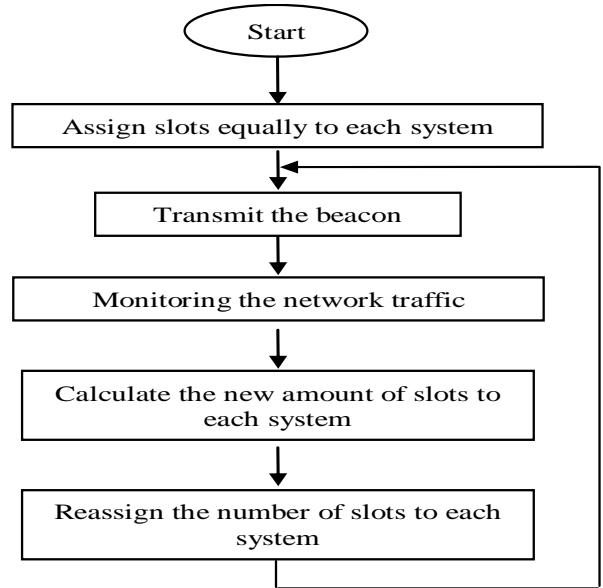 Start
Assign slots equally to each system
Transmit the beacon
Monitoring the network traffic
Calculate the new amount of slots to
each system
Reassign the number of slots to each
system